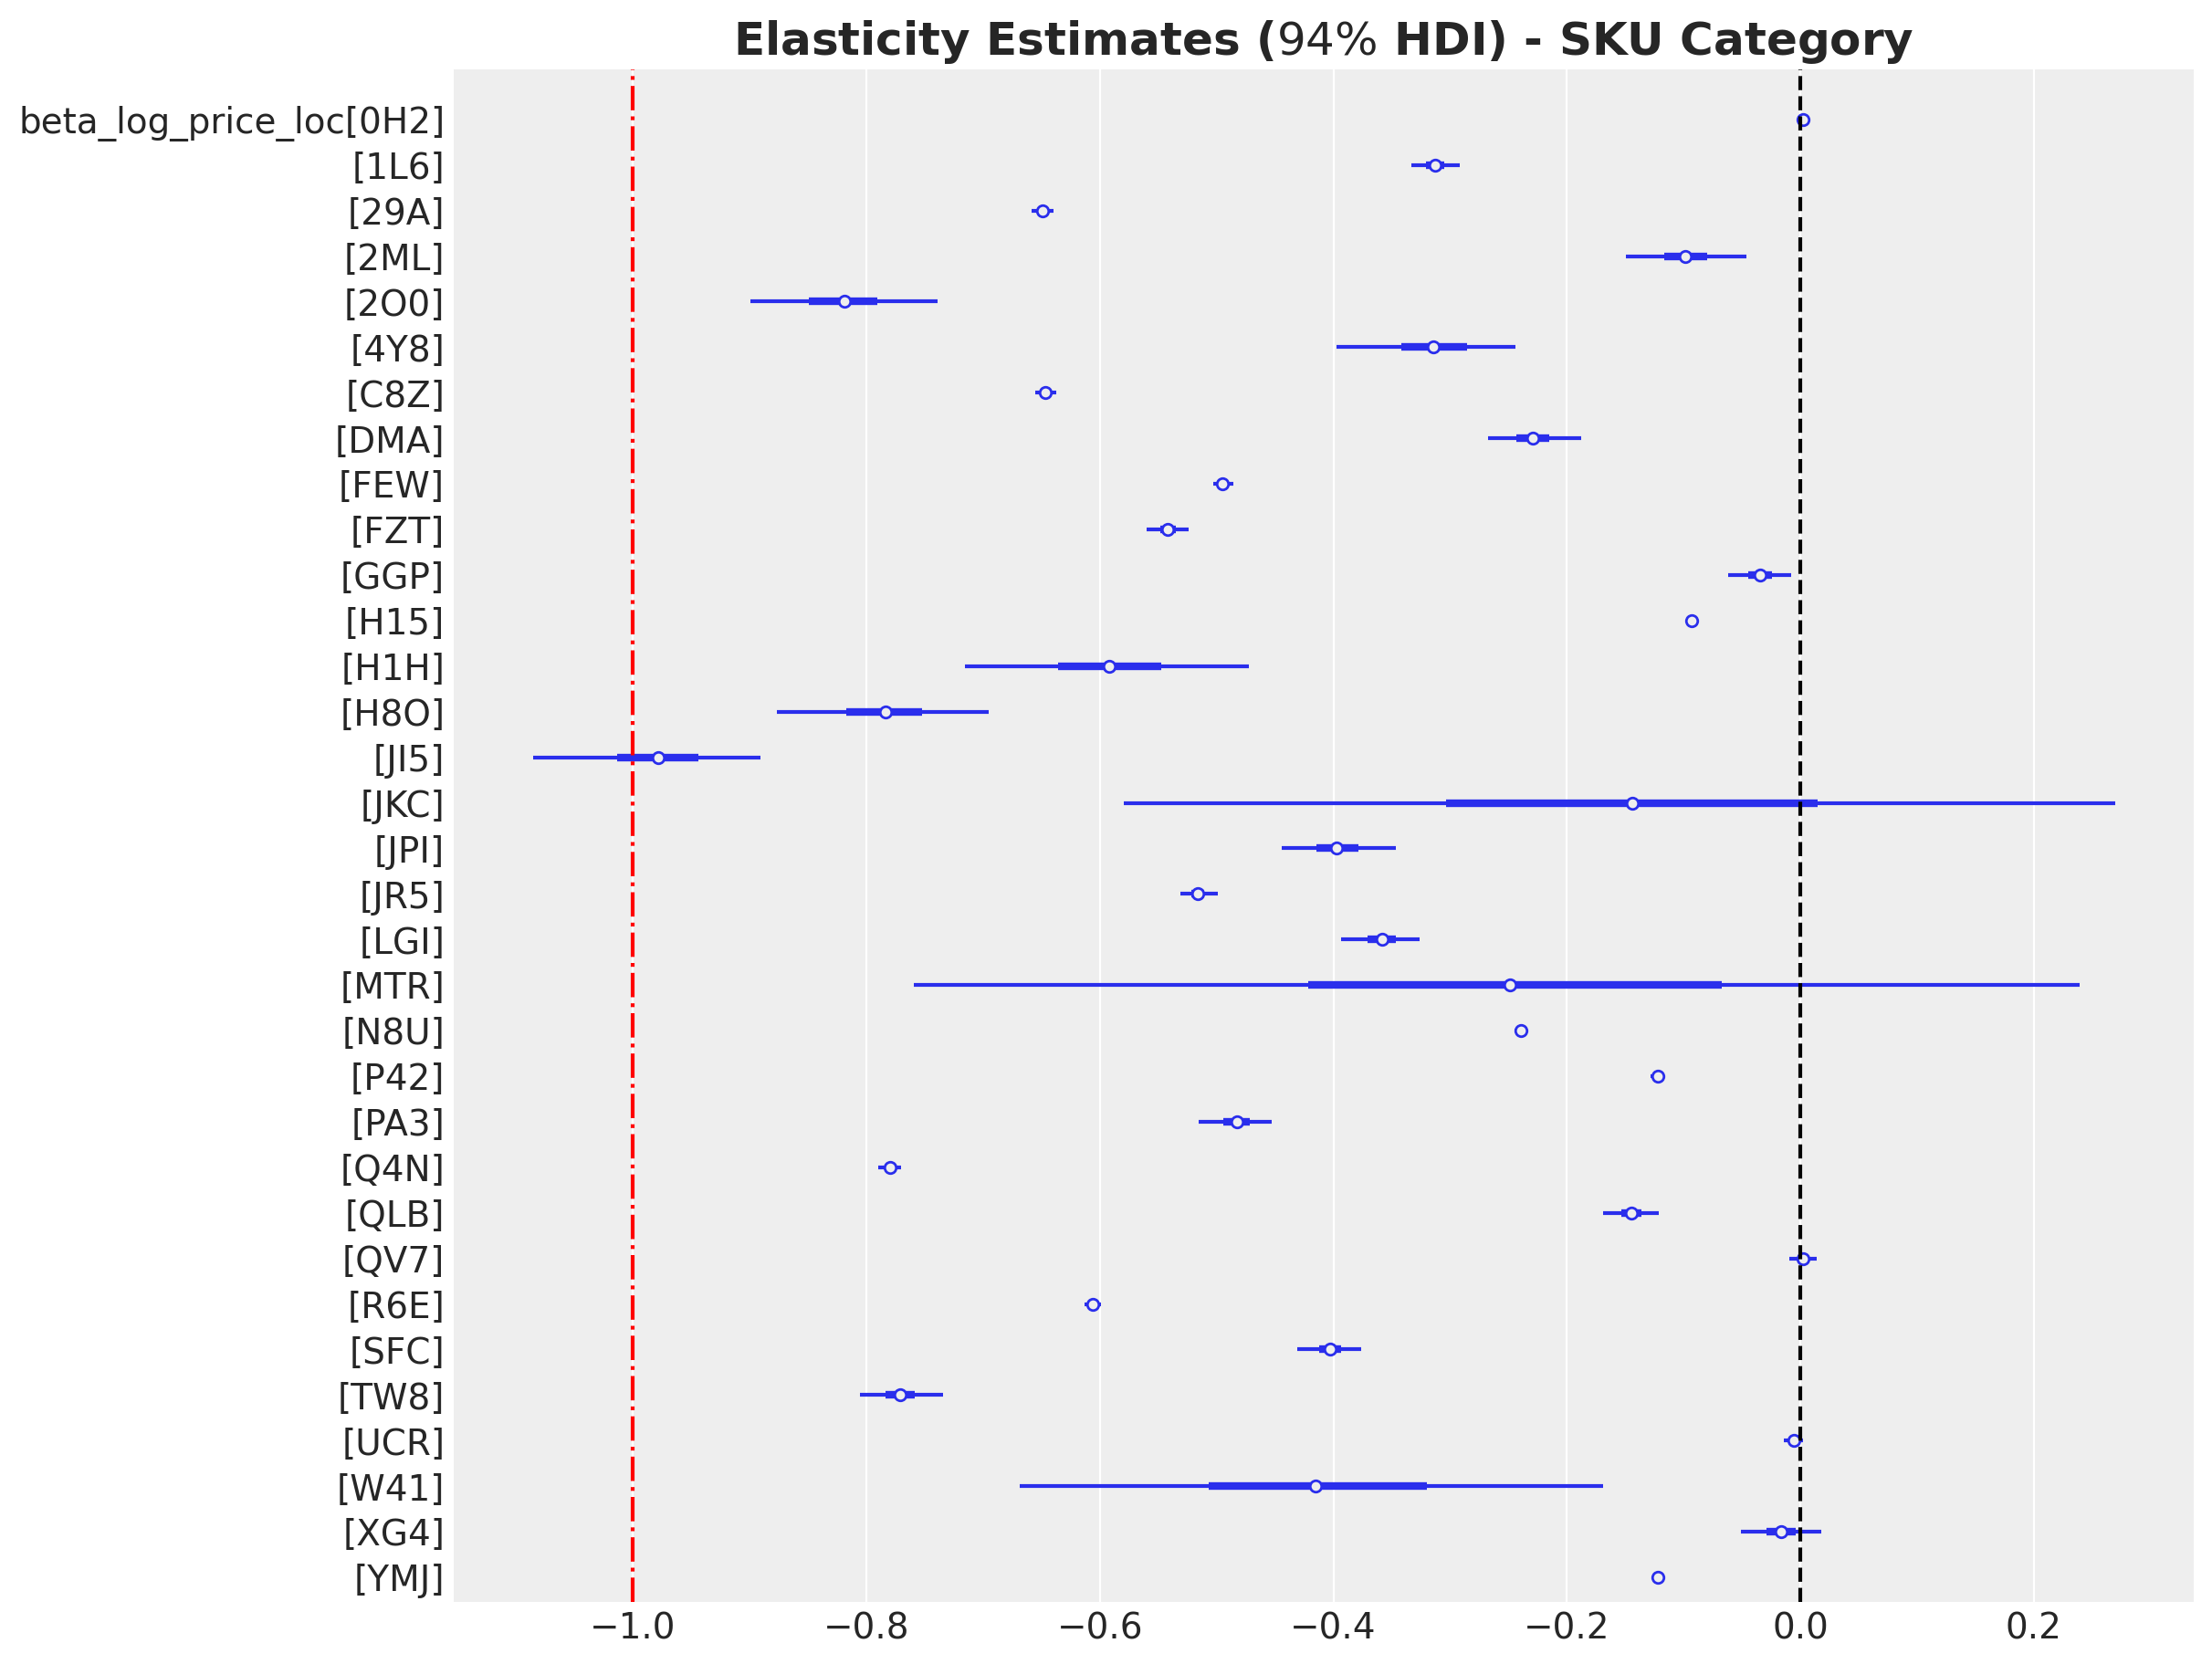 Elasticity Estimates (94% HDI) - SKU Category
beta_log_price_loc[0H2]
[1L6]
[29A]
[2ML]
[2O0]
[4Y8]
[C8Z]
[DMA]
[FEW]
[FZT]
[GGP]
[H15]
[H1H]
[H8O]
[JI5]
[JKC]
[JPI]
[JR5]
[LGI]
[MTR]
[N8U]
[P42]
[PA3]
[Q4N]
[QLB]
[QV7]
[R6E]
[SFC]
[TW8]
[UCR]
[W41]
[XG4]
[YMJ]
−1.0 −0.8 −0.6 −0.4 −0.2 0.0 0.2